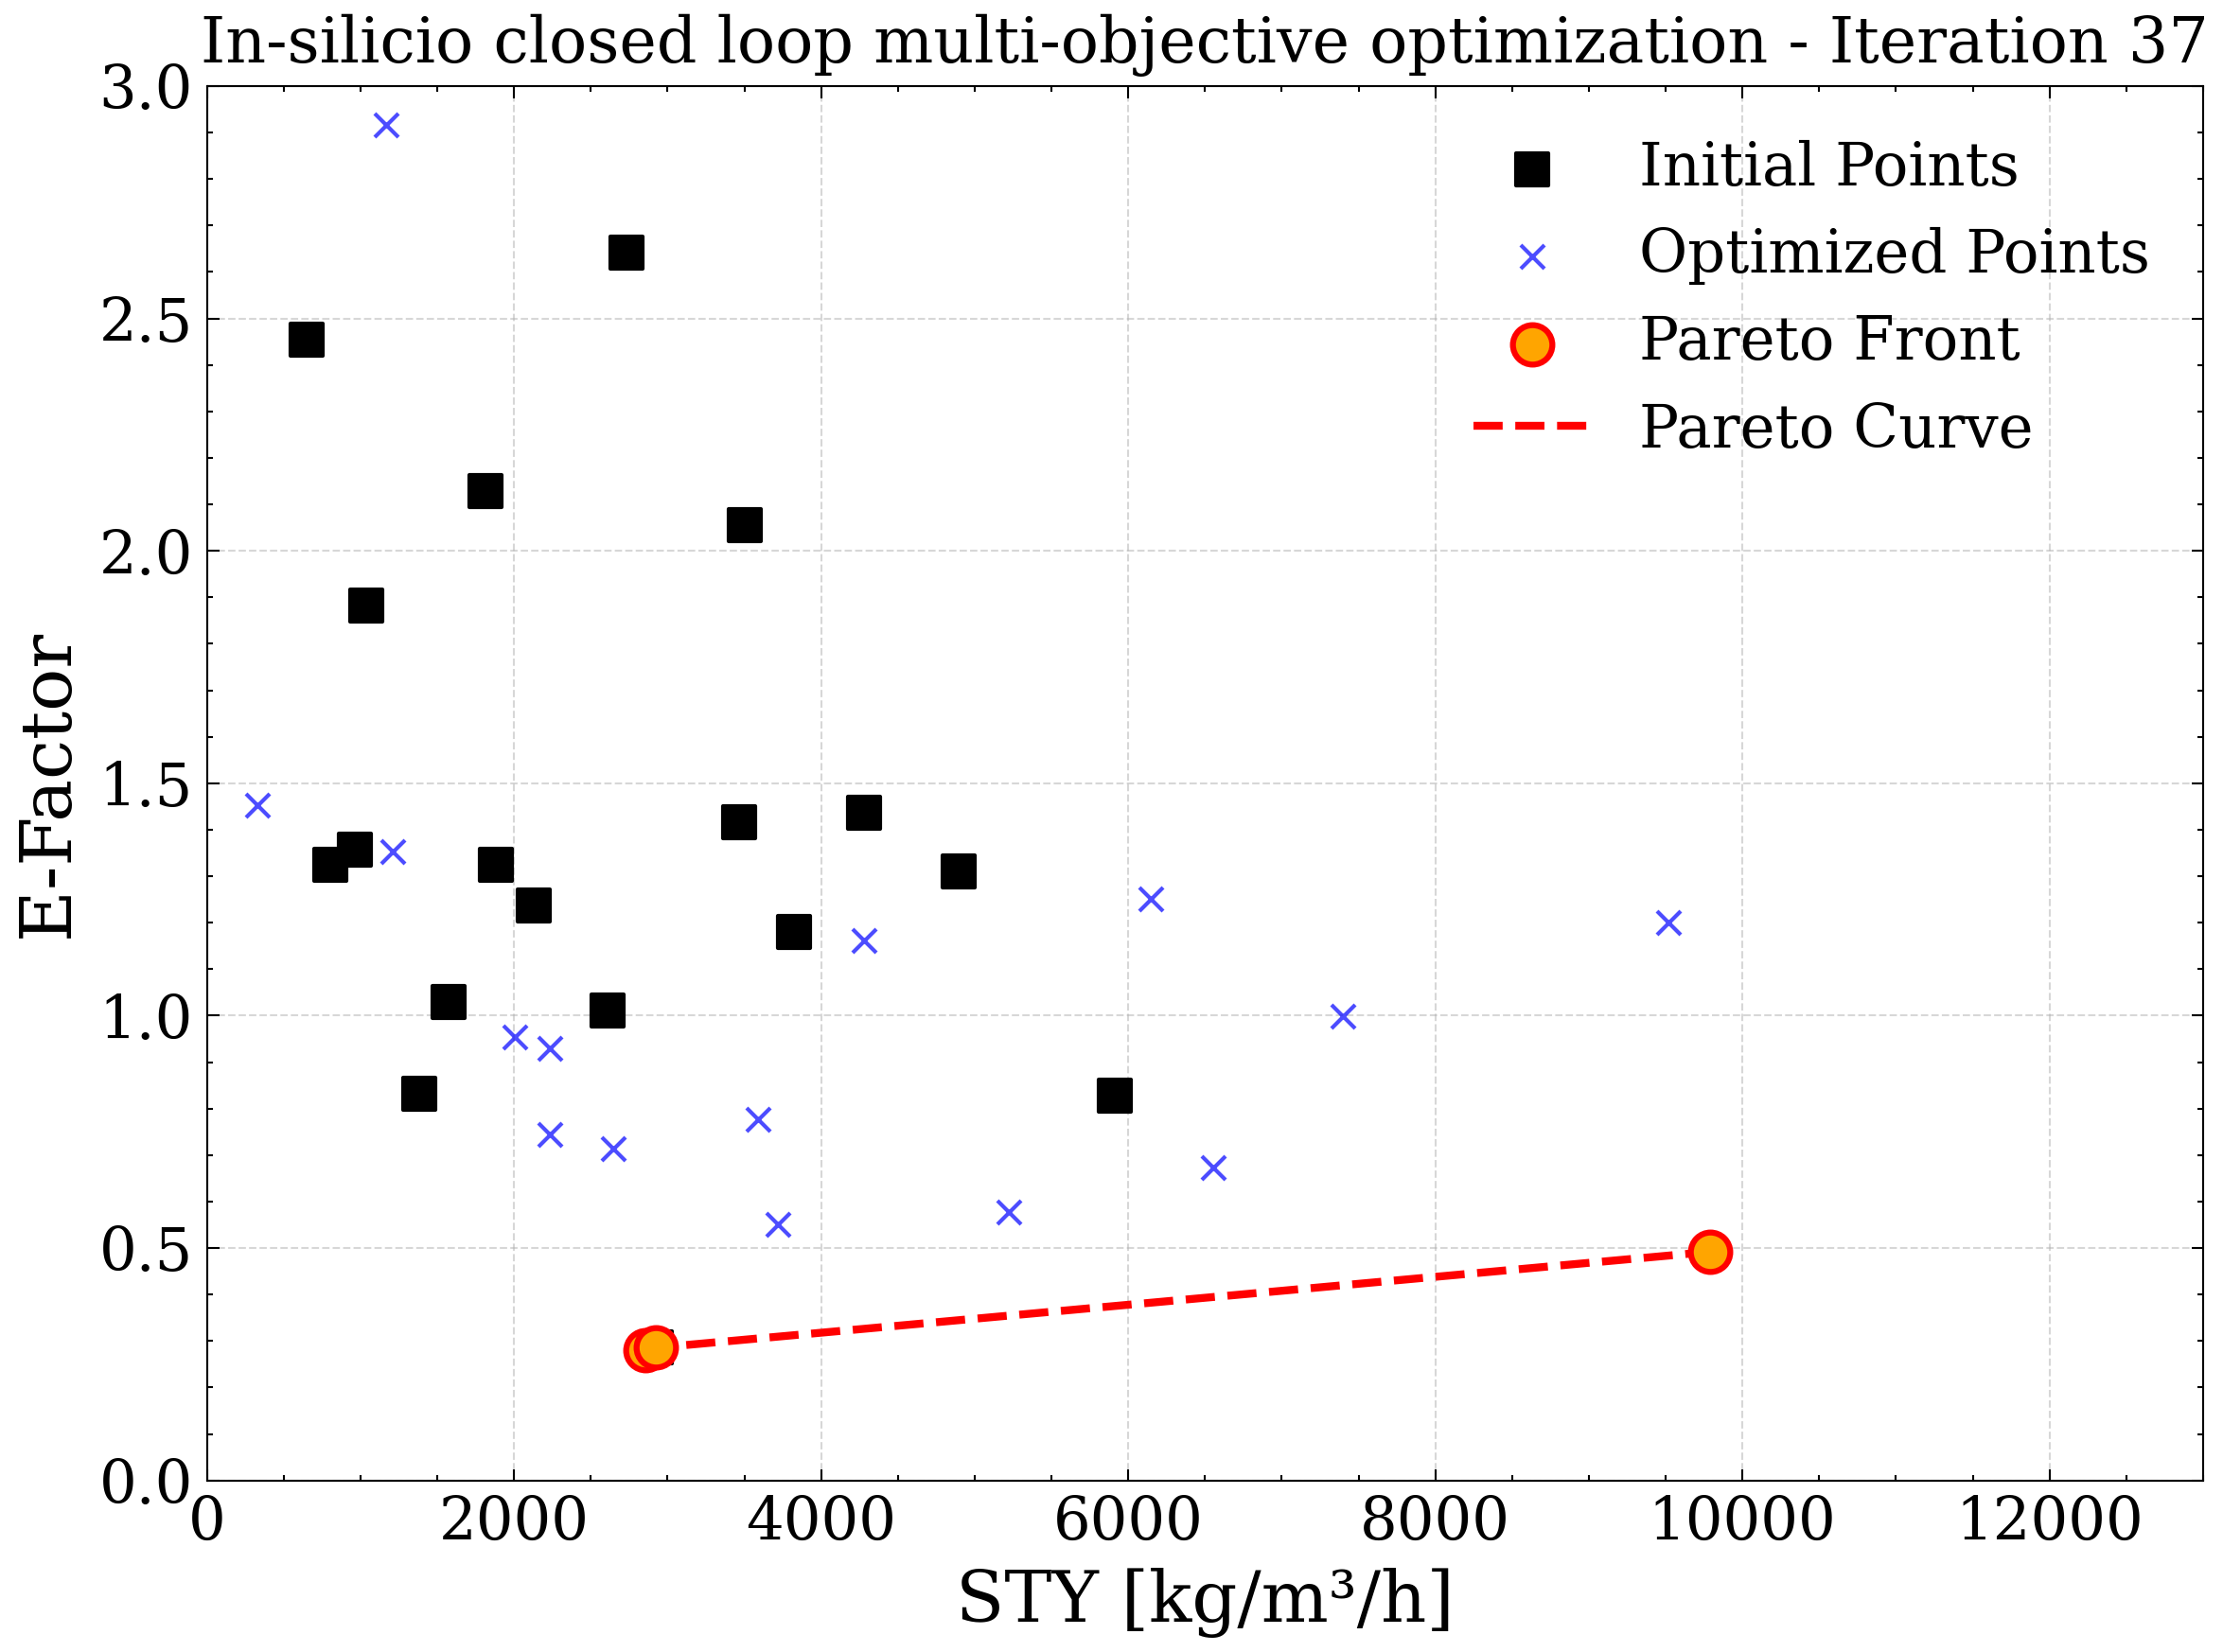 In-silicio closed loop multi-objective optimization - Iteration 37
3.0
2.5
2.0
1.5
1.0
0.5
0.0
E-Factor
Initial Points
Optimized Points
Pareto Front
Pareto Curve
0 2000 4000 6000 8000 10000 12000
STY [kg/m³/h]